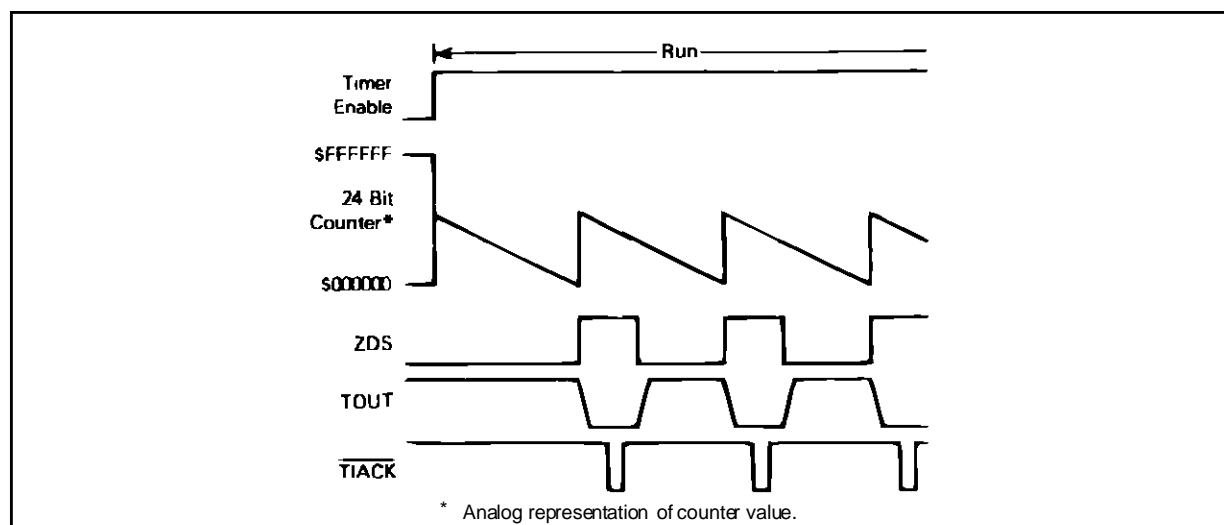 Run
Timer
Enable
$FFFFFF
24 Bit
Counter*
$000000
ZDS
TOUT
TIACK
* Analog representation of counter value.